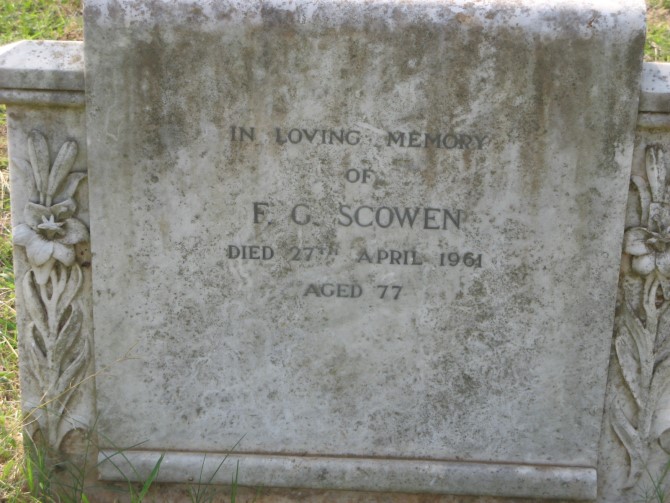 IN LOVING MEMORY
OF
F. G. SCOWEN
DIED 27TH APRIL 1961
AGED 77